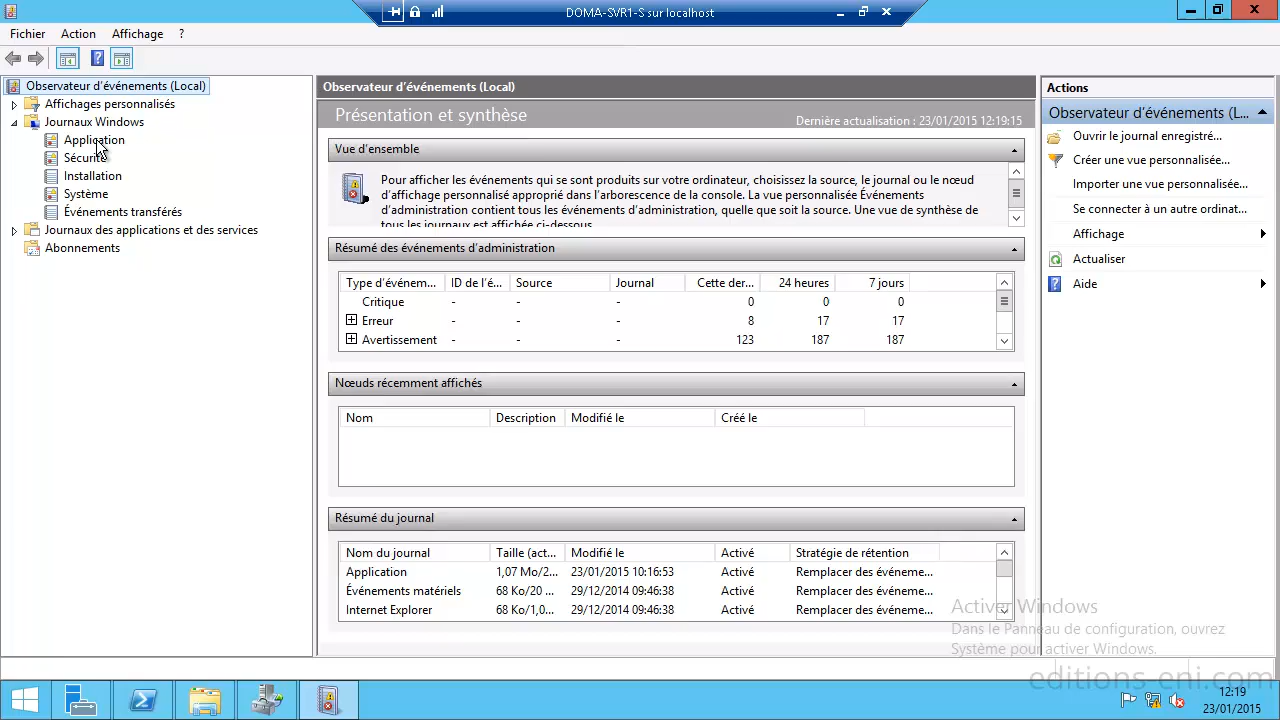 DOMA-SVR1-S sur localhost
Fichier Action Affichage ?
Observateur d'événements (Local)
Affichages personnalisés
Journaux Windows
Application
Sécurité
Installation
Système
Événements transférés
Journaux des applications et des services
Abonnements
Observateur d'événements (Local)
Présentation et synthèse
Dernière actualisation : 23/01/2015 12:19:15
Vue d'ensemble
Pour afficher les événements qui se sont produits sur votre ordinateur, choisissez la source, le journal ou le nœud
d'affichage personnalisé approprié dans l'arborescence de la console. La vue personnalisée Événements
d'administration contient tous les événements d'administration, quelle que soit la source. Une vue de synthèse de
tous les journaux est affichée ci-dessous.
Résumé des événements d'administration
Type d'événem... ID de l'é... Source Journal Cette der... 24 heures 7 jours
Critique - - - 0 0 0
Erreur - - - 8 17 17
Avertissement - - - 123 187 187
Nœuds récemment affichés
Nom Description Modifié le Créé le
Résumé du journal
Nom du journal Taille (act... Modifié le Activé Stratégie de rétention
Application 1,07 Mo/2... 23/01/2015 10:16:53 Activé Remplacer des événeme...
Événements matériels 68 Ko/20 ... 29/12/2014 09:46:38 Activé Remplacer des événeme...
Internet Explorer 68 Ko/1,0... 29/12/2014 09:46:38 Activé Remplacer des événeme...
Actions
Observateur d'événements (L...
Ouvrir le journal enregistré...
Créer une vue personnalisée...
Importer une vue personnalisée...
Se connecter à un autre ordinat...
Affichage
Actualiser
Aide
Activer Windows
Dans le Panneau de configuration, ouvrez
Système pour activer Windows.
editions-eni.com
12:19
23/01/2015